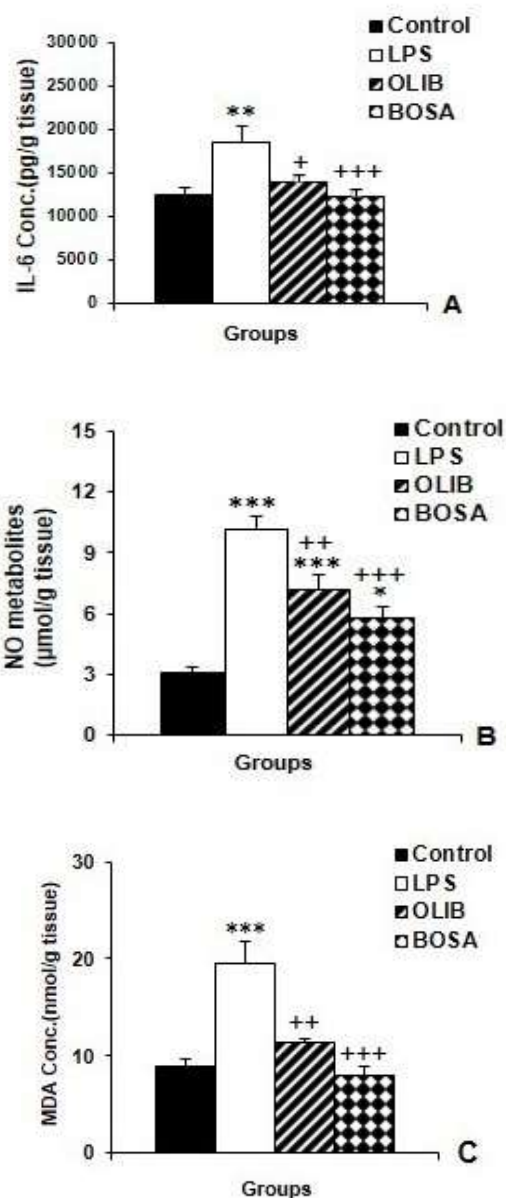 30000
25000
20000
15000
10000
5000
0
IL-6 Conc.(pg/g tissue)
Control
LPS
OLIB
BOSA
**
+
+++
Groups
A
15
12
9
6
3
0
NO metabolites
(µmol/g tissue)
Control
LPS
OLIB
BOSA
***
++
***
+++
*
Groups
B
30
20
10
0
MDA Conc.(nmol/g tissue)
Control
LPS
OLIB
BOSA
***
++
+++
Groups
C